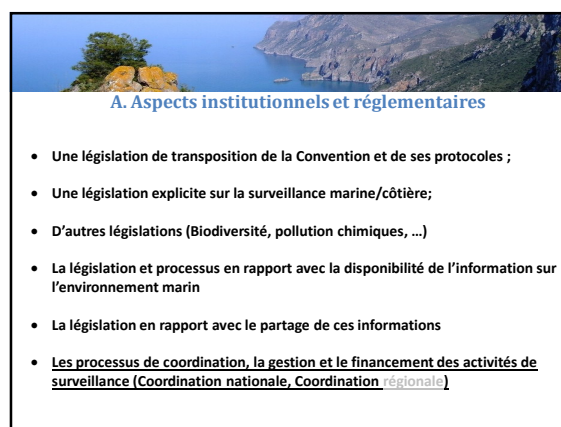 A. Aspects institutionnels et réglementaires
• Une législation de transposition de la Convention et de ses protocoles ;
• Une législation explicite sur la surveillance marine/côtière;
• D'autres législations (Biodiversité, pollution chimiques, …)
• La législation et processus en rapport avec la disponibilité de l'information sur
l'environnement marin
• La législation en rapport avec le partage de ces informations
• Les processus de coordination, la gestion et le financement des activités de
surveillance (Coordination nationale, Coordination régionale)